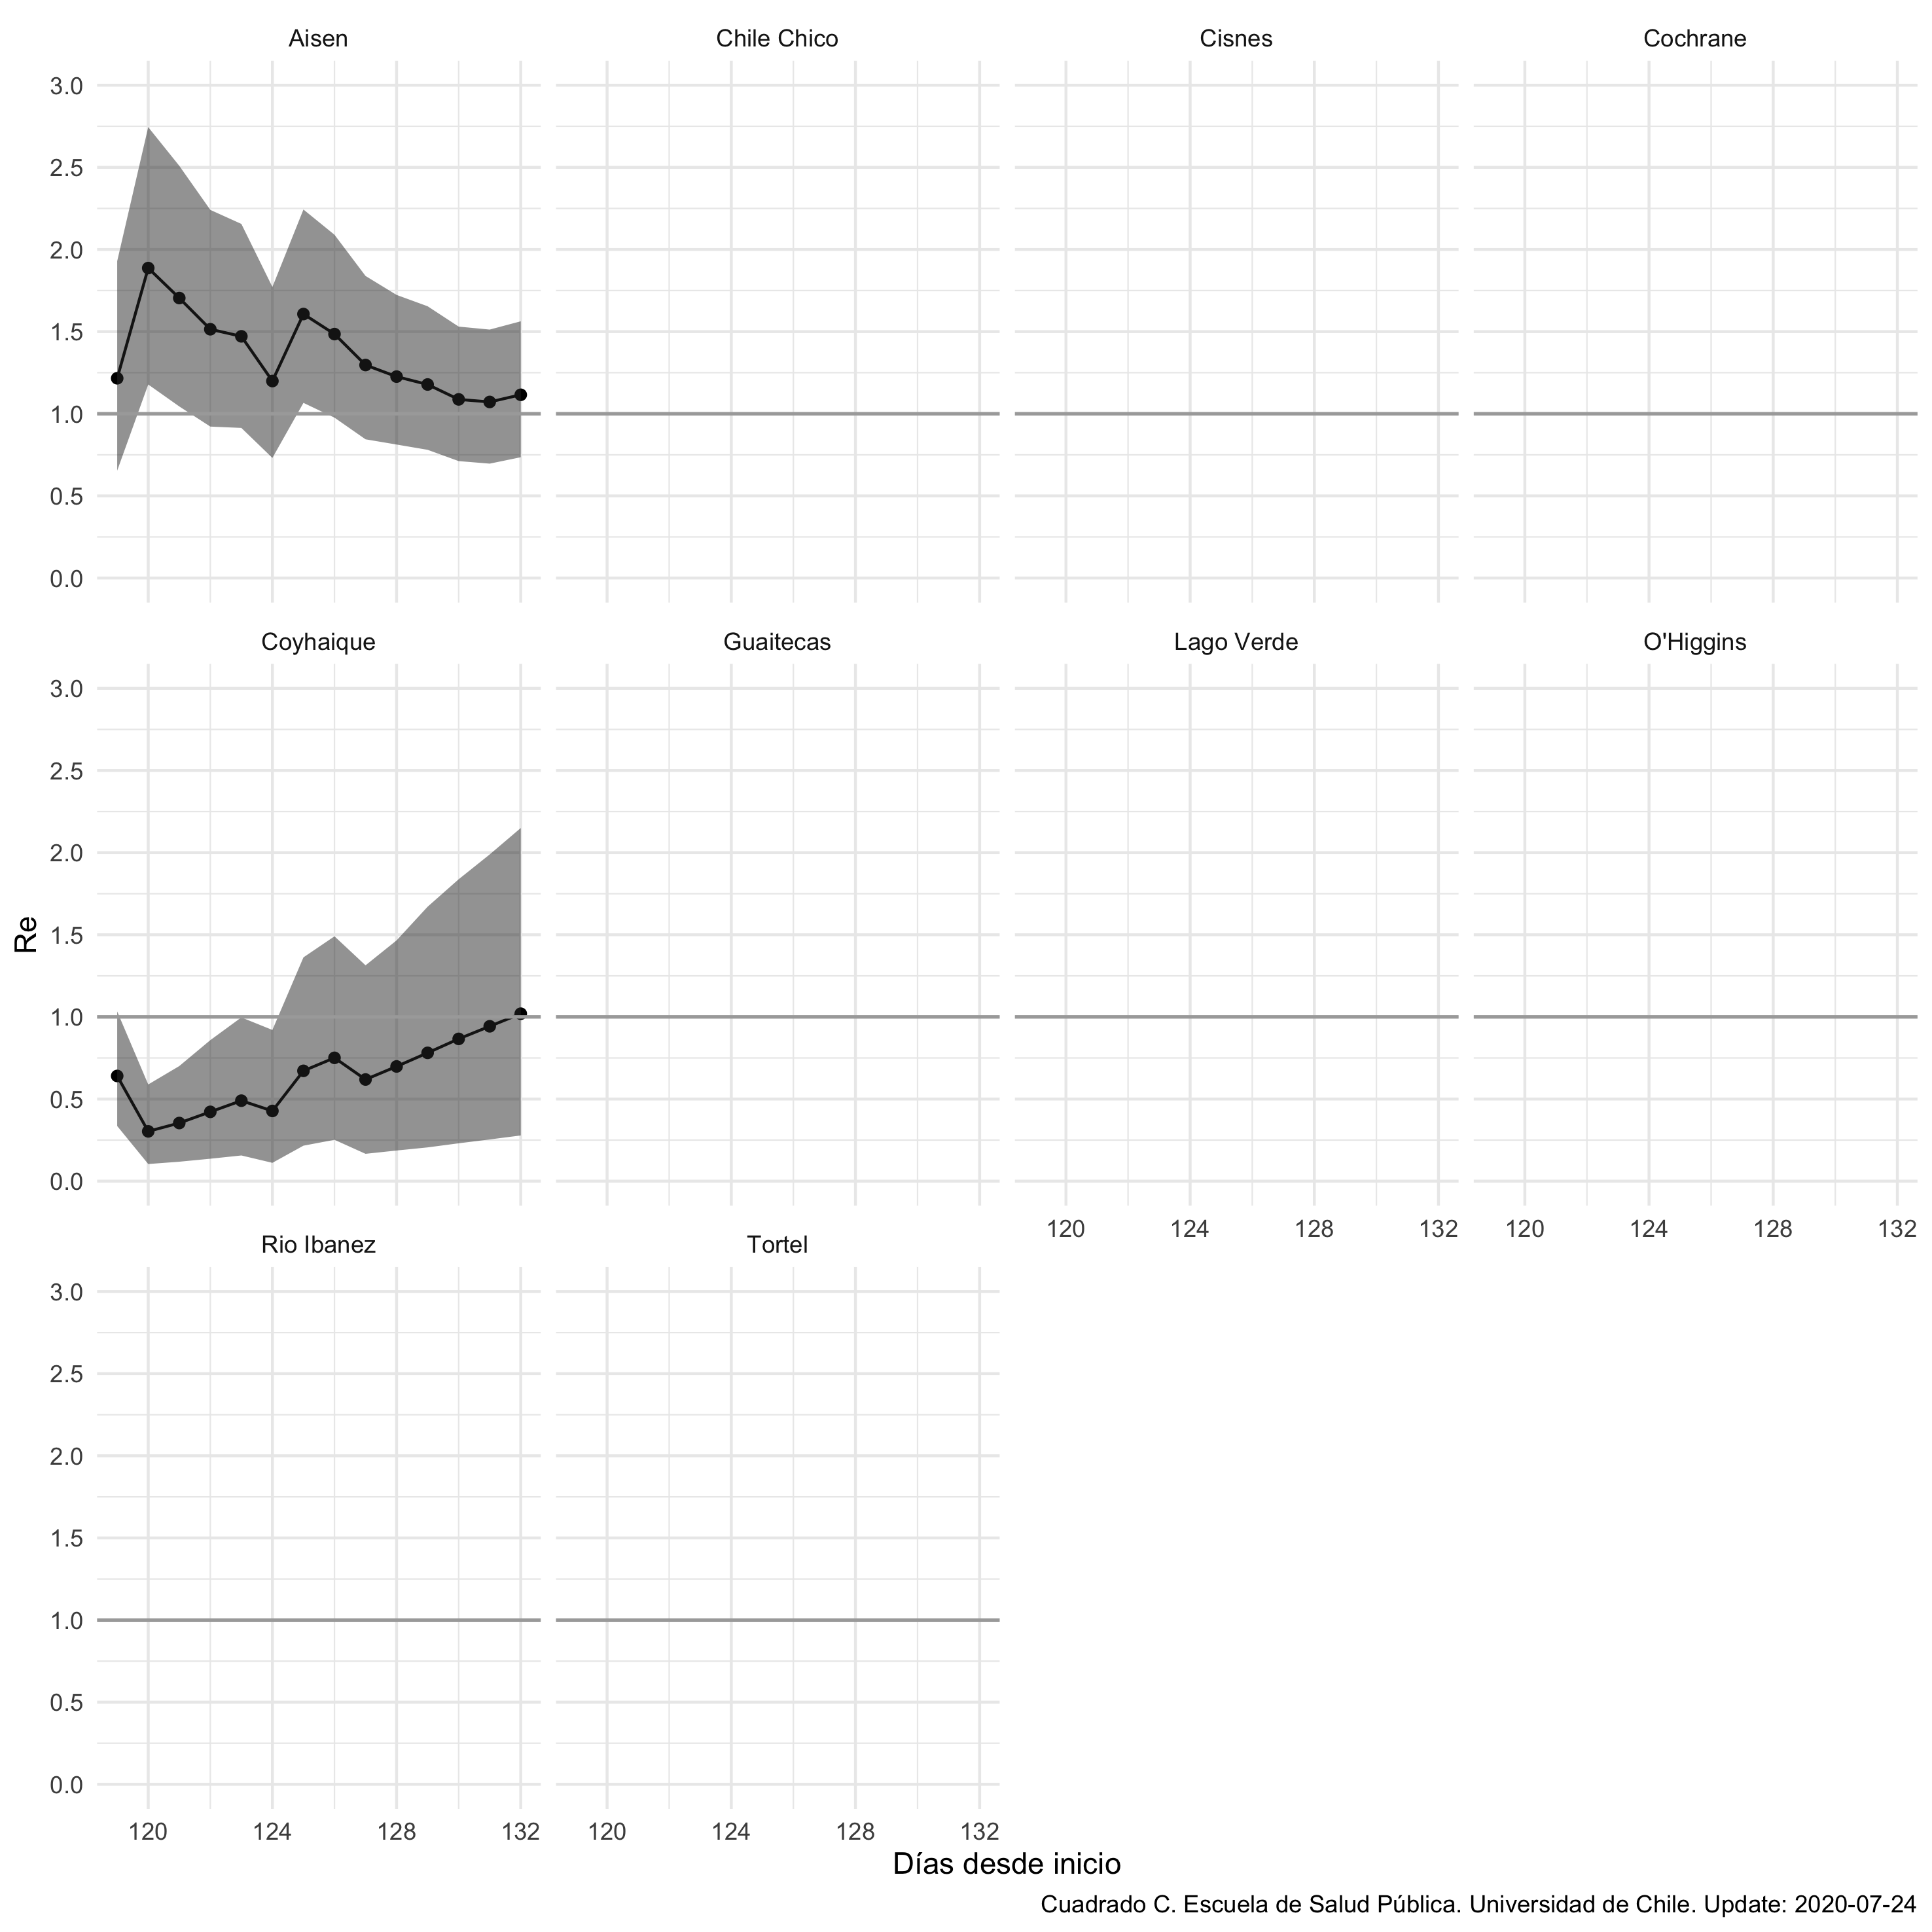 Aisen Chile Chico Cisnes Cochrane
3.0
2.5
2.0
1.5
1.0
0.5
0.0
Coyhaique Guaitecas Lago Verde O'Higgins
3.0
2.5
2.0
1.5
1.0
0.5
0.0
Re
120 124 128 132 120 124 128 132
Rio Ibanez Tortel
3.0
2.5
2.0
1.5
1.0
0.5
0.0
120 124 128 132 120 124 128 132
Días desde inicio
Cuadrado C. Escuela de Salud Pública. Universidad de Chile. Update: 2020-07-24